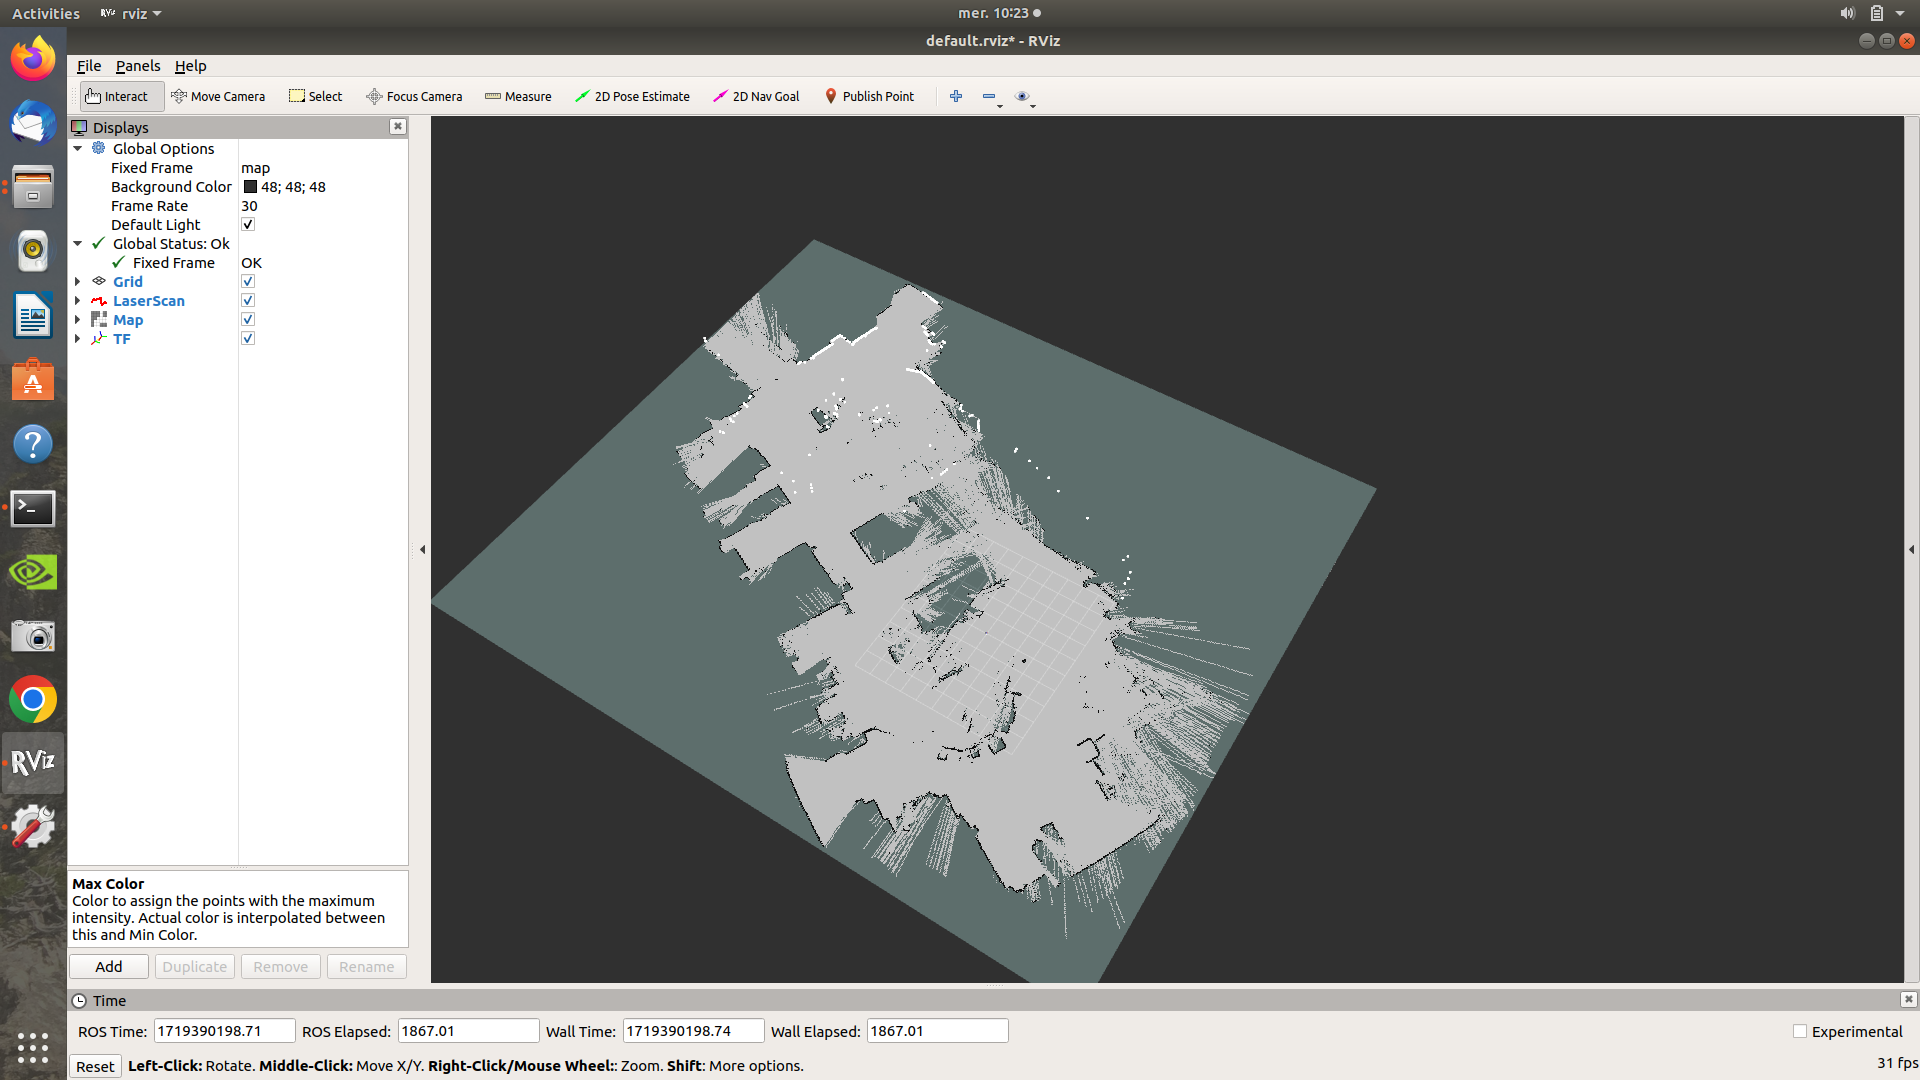 Activities
rviz
mer. 10:23
default.rviz* - RViz
File Panels Help
Interact Move Camera Select Focus Camera Measure 2D Pose Estimate 2D Nav Goal Publish Point
Displays
Global Options
Fixed Frame map
Background Color 48; 48; 48
Frame Rate 30
Default Light
Global Status: Ok
Fixed Frame OK
Grid
LaserScan
Map
TF
RViz
Max Color
Color to assign the points with the maximum
intensity. Actual color is interpolated between
this and Min Color.
Add Duplicate Remove Rename
Time
ROS Time: 1719390198.71 ROS Elapsed: 1867.01 Wall Time: 1719390198.74 Wall Elapsed: 1867.01 Experimental
Reset Left-Click: Rotate. Middle-Click: Move X/Y. Right-Click/Mouse Wheel:: Zoom. Shift: More options. 31 fps